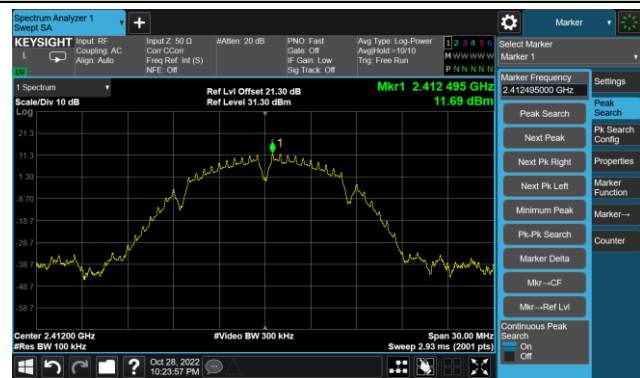 Spectrum Analyzer 1
Swept SA
Marker
KEYSIGHT
L
LW
Input: RF
Coupling: AC
Align: Auto
Input Z: 50 Ω
Corr CCorr
Freq Ref: Int (S)
NFE: Off
#Atten: 20 dB
PNO: Fast
Gate: Off
IF Gain: Low
Sig Track: Off
Avg Type: Log-Power
Avg|Hold:>10/10
Trig: Free Run
1 2 3 4 5 6
M W W W W W
P N N N N N
Select Marker
Marker 1
1 Spectrum
Scale/Div 10 dB
Log
Ref Lvl Offset 21.30 dB
Ref Level 31.30 dBm
Mkr1 2.412 495 GHz
11.69 dBm
21.3
11.3
1.30
-8.70
-18.7
-28.7
-38.7
-48.7
-58.7
1
Center 2.41200 GHz
#Res BW 100 kHz
#Video BW 300 kHz
Span 30.00 MHz
Sweep 2.93 ms (2001 pts)
Marker Frequency
2.412495000 GHz
Peak Search
Next Peak
Next Pk Right
Next Pk Left
Minimum Peak
Pk-Pk Search
Marker Delta
Mkr→CF
Mkr→Ref Lvl
Continuous Peak
Search
On
Off
Settings
Peak
Search
Pk Search
Config
Properties
Marker
Function
Marker→
Counter
Oct 28, 2022
10:23:57 PM